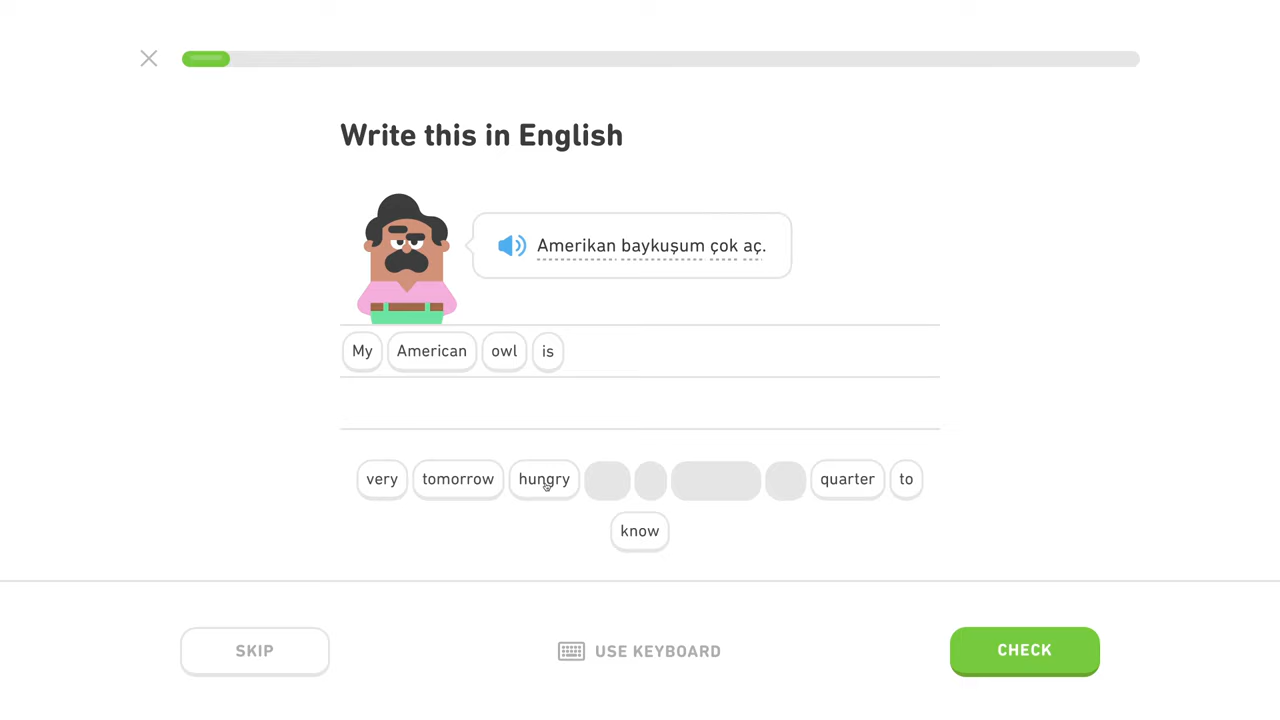 Write this in English
Amerikan baykuşum çok aç.
My American owl is
very tomorrow hungry quarter to
know
SKIP USE KEYBOARD CHECK